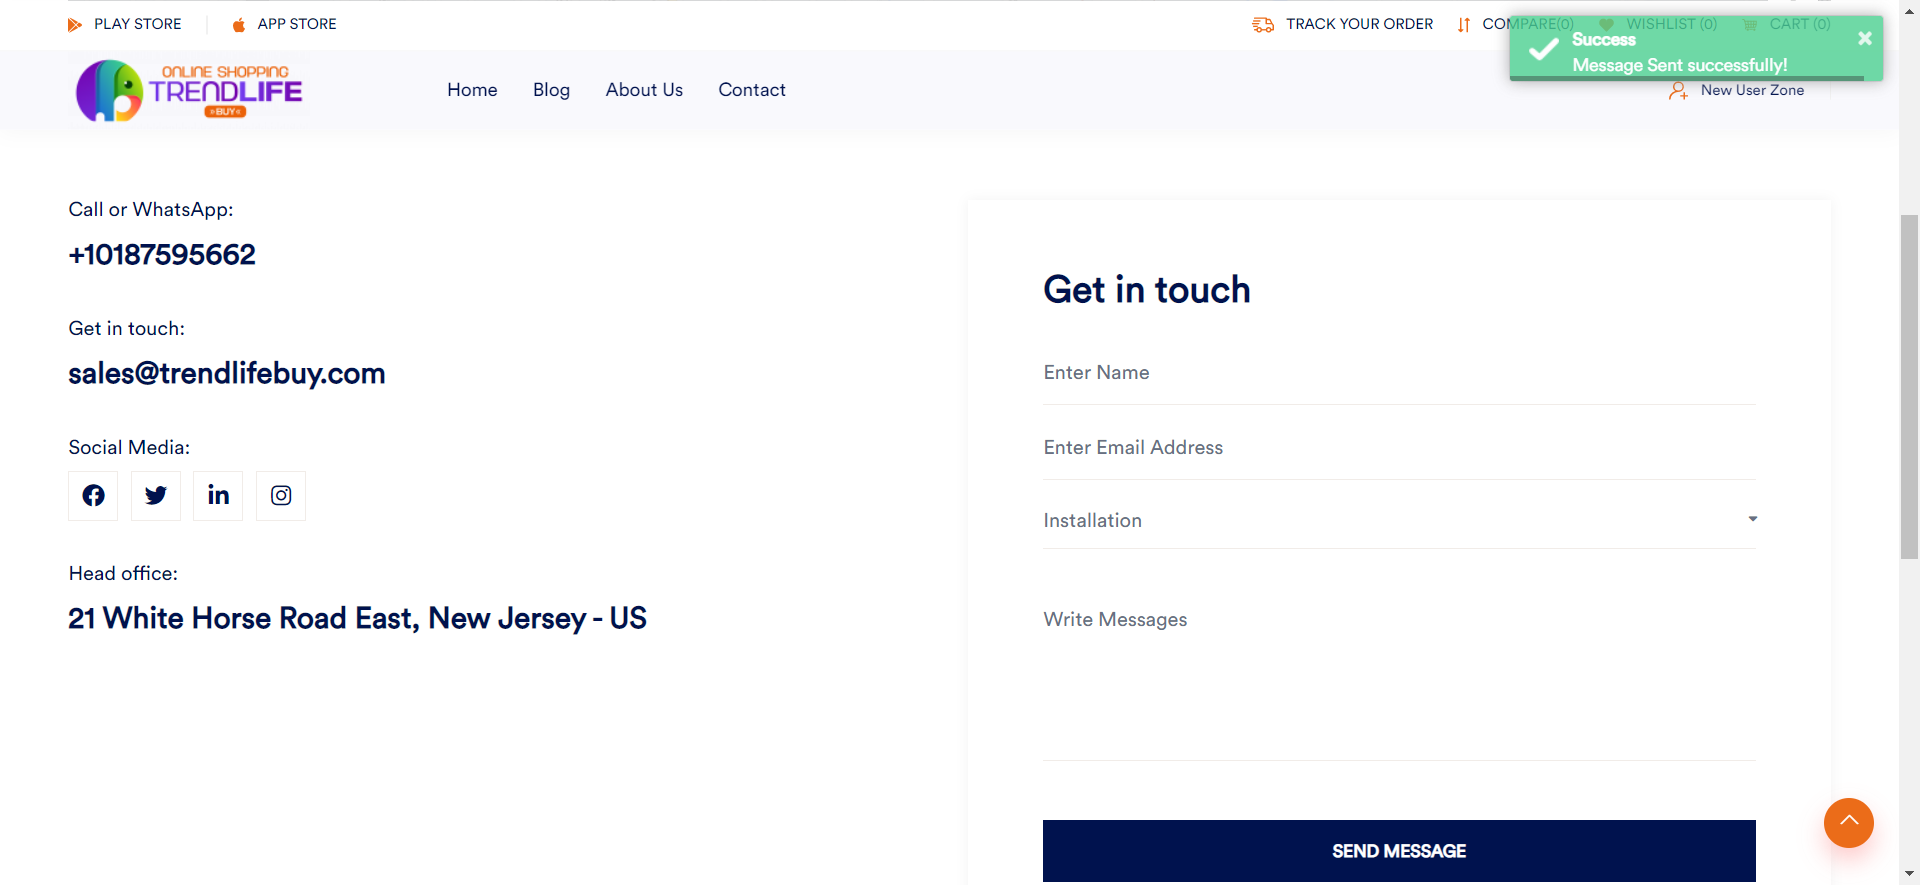 PLAY STORE
APP STORE
TRACK YOUR ORDER
COMPARE(0)
WISHLIST (0)
CART (0)
Success
Message Sent successfully!
ONLINE SHOPPING
TRENDLIFE
BUY
Home
Blog
About Us
Contact
New User Zone
Call or WhatsApp:
+10187595662
Get in touch:
sales@trendlifebuy.com
Social Media:
Head office:
21 White Horse Road East, New Jersey - US
Get in touch
Enter Name
Enter Email Address
Installation
Write Messages
SEND MESSAGE